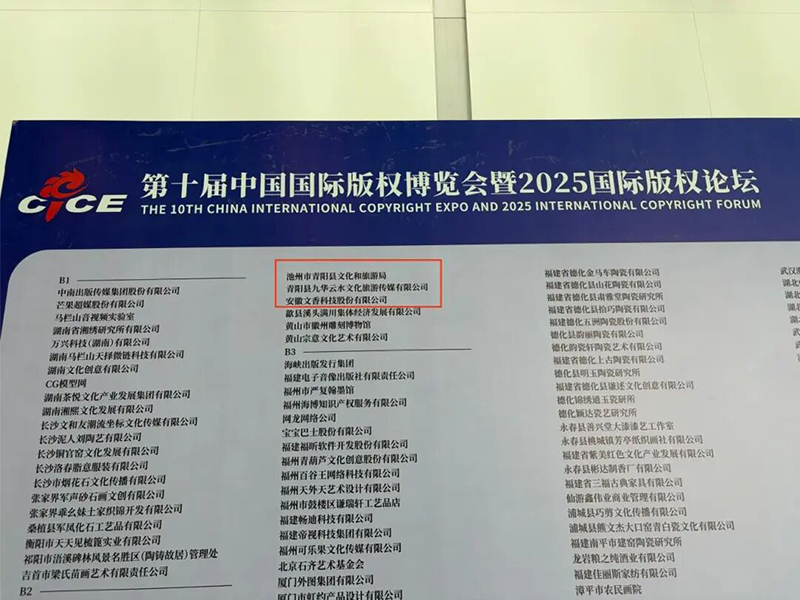 CICE
第十届中国国际版权博览会暨2025国际版权论坛
THE 10TH CHINA INTERNATIONAL COPYRIGHT EXPO AND 2025 INTERNATIONAL COPYRIGHT FORUM
B1
中南出版传媒集团股份有限公司
芒果超媒股份有限公司
马栏山音视频实验室
湖南省湘绣研究所有限公司
万兴科技(湖南)有限公司
湖南马栏山天择微链科技有限公司
湖南文化创意有限公司
CG模型网
湖南茶悦文化产业发展集团有限公司
湖南湘熙文化发展有限公司
长沙文和友潮流坐标文化传媒有限公司
长沙泥人刘陶艺有限公司
长沙铜官窑文化发展有限公司
长沙洛春脂意服装有限公司
长沙市烟花石文化传播有限公司
张家界军声砂石画文创有限公司
张家界乖幺妹土家织锦开发有限公司
桑植县军凤化石工艺品有限公司
衡阳市天天见梳篦实业有限公司
祁阳市浯溪碑林风景名胜区(陶铸故居)管理处
吉首市梁氏苗画艺术有限责任公司
B2
池州市青阳县文化和旅游局
青阳县九华云水文化旅游传媒有限公司
安徽文香科技股份有限公司
歙县溪头满川集体经济发展有限公司
黄山市徽州雕刻博物馆
黄山宗意文化艺术有限公司
B3
海峡出版发行集团
福建电子音像出版社有限责任公司
福州市严复翰墨馆
福州海博知识产权服务有限公司
网龙网络公司
宝宝巴士股份有限公司
福建福昕软件开发股份有限公司
福州青葫芦文化创意股份有限公司
福州百谷王网络科技有限公司
福州天外天艺术设计有限公司
福州市鼓楼区谦瑞轩工艺品店
福建畅迪科技有限公司
福建帝视科技集团有限公司
福州可乐果文化传媒有限公司
北京石齐艺术基金会
厦门外图集团有限公司
厦门市虹约产品设计有限公司
福建省德化金马车陶瓷有限公司
福建省德化县山花陶瓷有限公司
福建省德化县肃雅堂陶瓷研究所
福建省德化县拾巧陶瓷有限公司
福建德化五洲陶瓷股份有限公司
福建省德化县韵丽陶瓷有限公司
德化韵瓷轩陶瓷艺术有限公司
福建省德化上古陶瓷有限公司
德化县明玉陶瓷研究所
福建省德化县谦述文化创意有限公司
德化锦绣通玉瓷研所
德化颖达瓷艺研究所
永春县善兴堂大漆漆艺工作室
永春县桃城镇芳亭纸织画社有限公司
福建省紫美红色文化产业发展有限公司
永春县彬达制香厂有限公司
福建省三福古典家具有限公司
仙游鑫伟业商业管理有限公司
浦城县巧剪文化传播有限公司
浦城县熊文杰大口窑青白瓷文化有限公司
福建南平市建窑陶瓷研究所
龙岩粮之纯酒业有限公司
福建佳丽斯家纺有限公司
漳平市农民画院